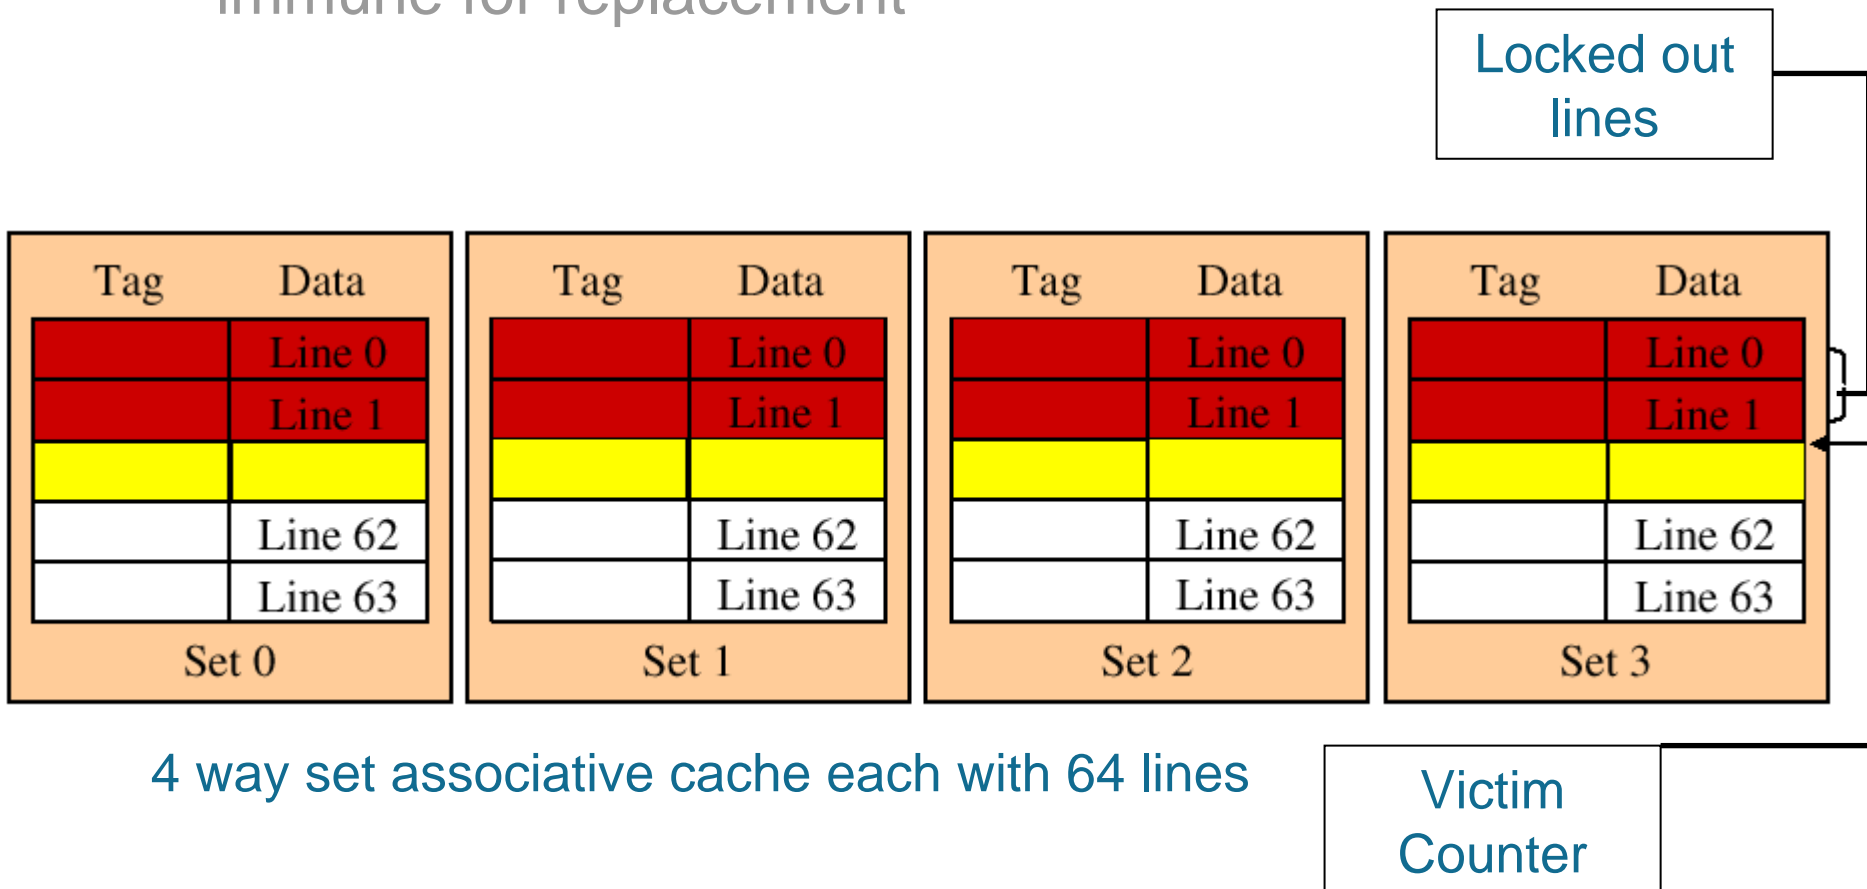 immune for replacement
Locked out
lines
Tag Data
Line 0
Line 1
Line 62
Line 63
Set 0
Tag Data
Line 0
Line 1
Line 62
Line 63
Set 1
Tag Data
Line 0
Line 1
Line 62
Line 63
Set 2
Tag Data
Line 0
Line 1
Line 62
Line 63
Set 3
4 way set associative cache each with 64 lines
Victim
Counter